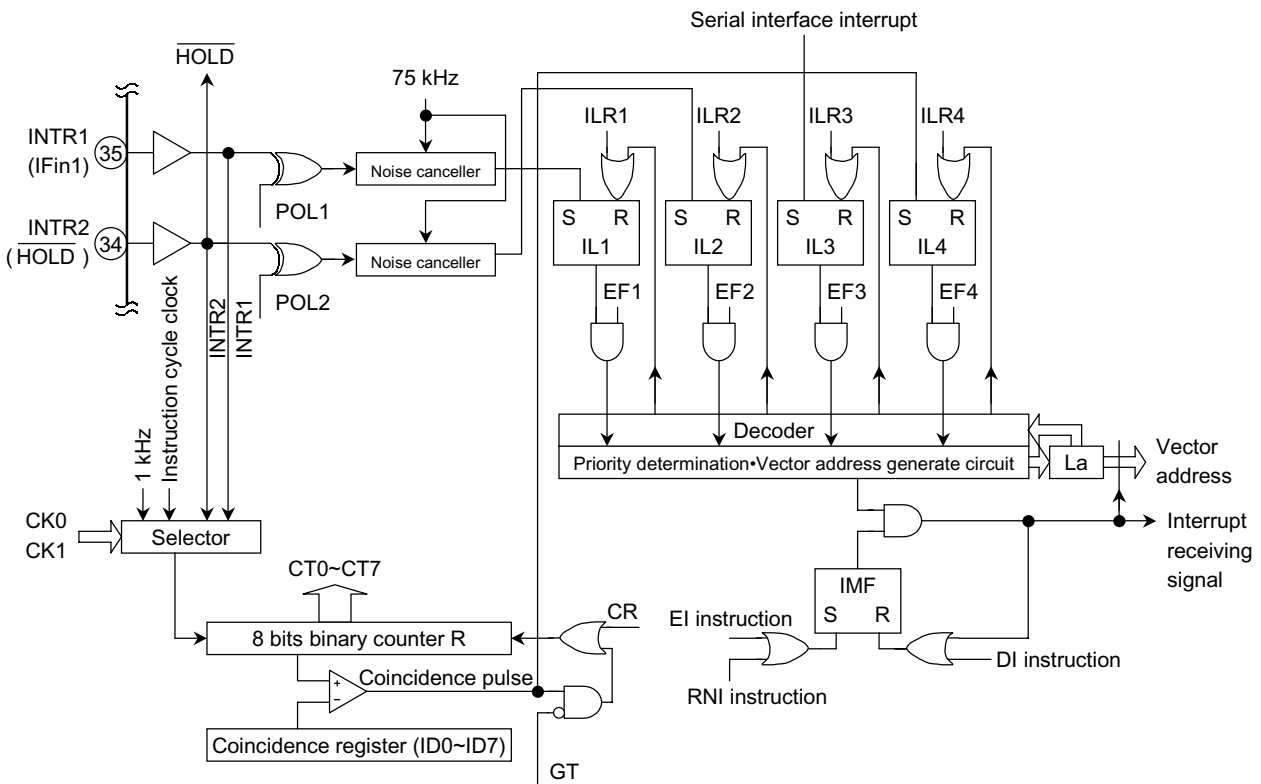 Serial interface interrupt
HOLD
75 kHz
ILR1
ILR2
ILR3
ILR4
INTR1
(IFin1)
35
Noise canceller
POL1
S R
IL1
S R
IL2
S R
IL3
S R
IL4
INTR2
(HOLD)
34
Noise canceller
POL2
EF1
EF2
EF3
EF4
1 kHz
Instruction cycle clock
INTR2
INTR1
Decoder
Priority determination•Vector address generate circuit
La
Vector
address
CK0
CK1
Selector
Interrupt
receiving
signal
CT0~CT7
IMF
S R
CR
EI instruction
8 bits binary counter R
DI instruction
RNI instruction
+
−
Coincidence pulse
Coincidence register (ID0~ID7)
GT